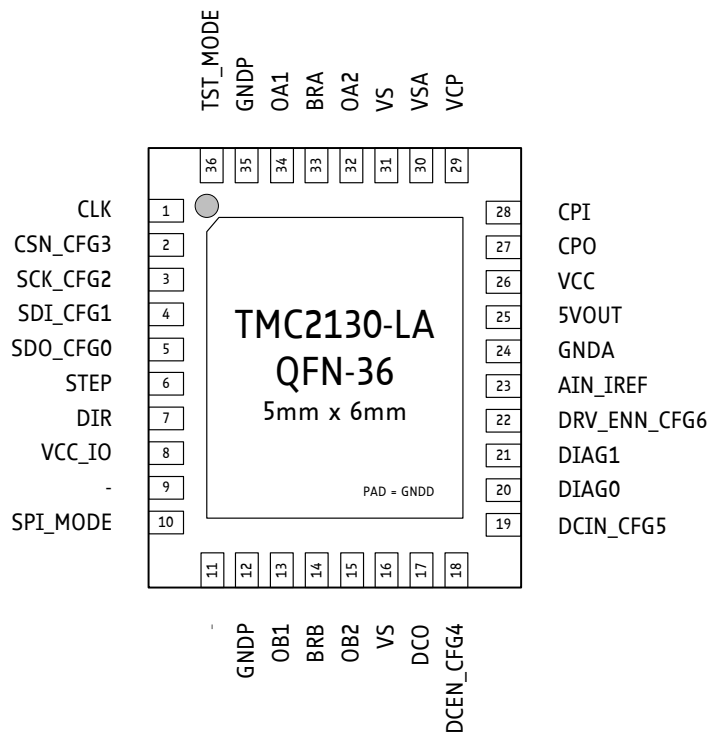 TST_MODE
GNDP
OA1
BRA
OA2
VS
VSA
VCP
36
35
34
33
32
31
30
29
CLK
1
CSN_CFG3
2
SCK_CFG2
3
SDI_CFG1
4
SDO_CFG0
5
STEP
6
DIR
7
VCC_IO
8
-
9
SPI_MODE
10
TMC2130-LA
QFN-36
5mm x 6mm
PAD = GNDD
28
CPI
27
CPO
26
VCC
25
5VOUT
24
GNDA
23
AIN_IREF
22
DRV_ENN_CFG6
21
DIAG1
20
DIAG0
19
DCIN_CFG5
11
12
13
14
15
16
17
18
-
GNDP
OB1
BRB
OB2
VS
DCO
DCEN_CFG4